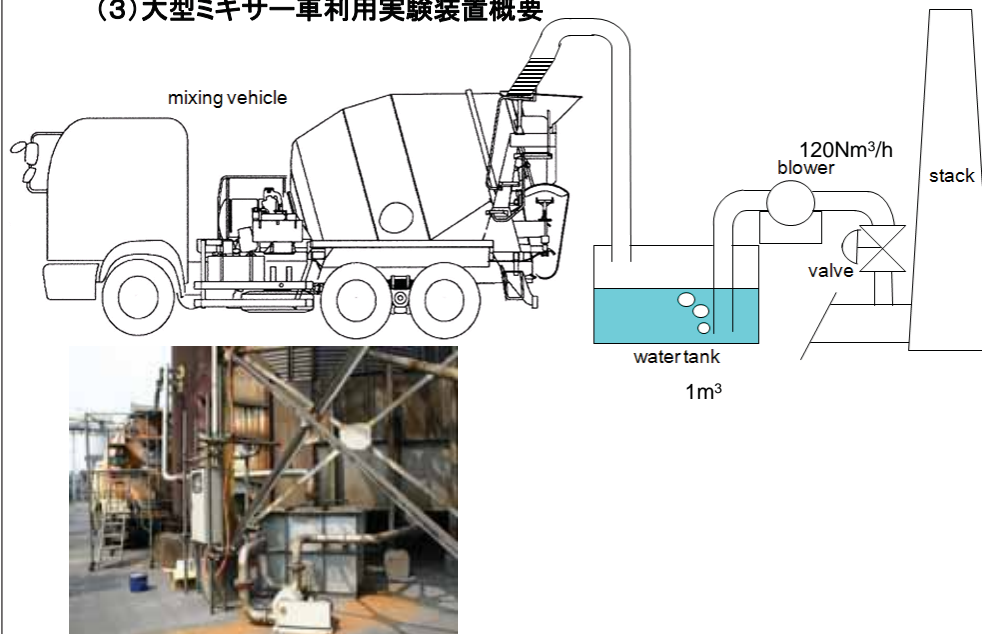 (3)大型ミキサー車利用実験装置概要
mixing vehicle
120Nm³/h
blower
stack
valve
water tank
1m³